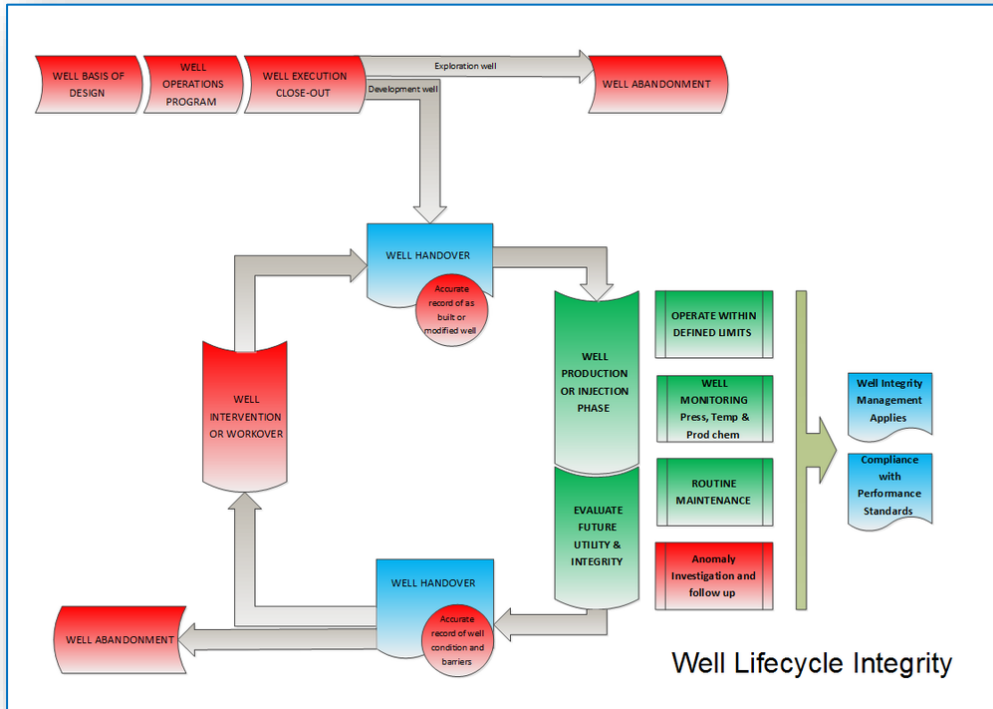 WELL BASIS OF
DESIGN
WELL
OPERATIONS
PROGRAM
WELL EXECUTION
CLOSE-OUT
Exploration well
Development well
WELL ABANDONMENT
WELL HANDOVER
Accurate
record of as
built or
modified well
WELL
INTERVENTION
OR WORKOVER
WELL
PRODUCTION
OR INJECTION
PHASE
EVALUATE
FUTURE
UTILITY &
INTEGRITY
OPERATE WITHIN
DEFINED LIMITS
WELL
MONITORING
Press, Temp &
Prod chem
ROUTINE
MAINTENANCE
Anomaly
Investigation and
follow up
Well Integrity
Management
Applies
Compliance
with
Performance
Standards
WELL HANDOVER
Accurate
record of well
condition and
barriers
WELL ABANDONMENT
Well Lifecycle Integrity